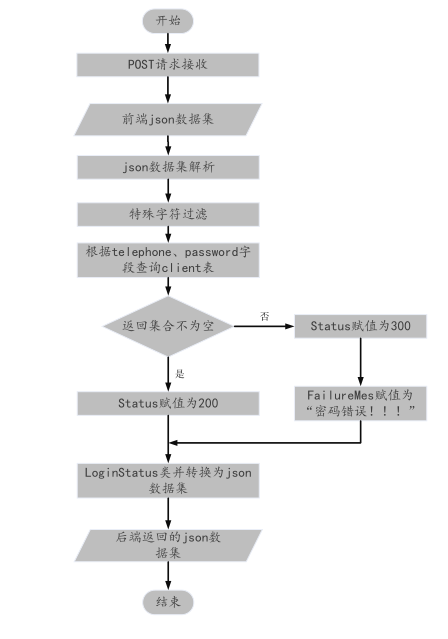 开始
POST请求接收
前端json数据集
json数据集解析
特殊字符过滤
根据telephone、password字
段查询client表
返回集合不为空
否
Status赋值为300
是
Status赋值为200
FailureMes赋值为
“密码错误!!!”
LoginStatus类并转换为json
数据集
后端返回的json数
据集
结束